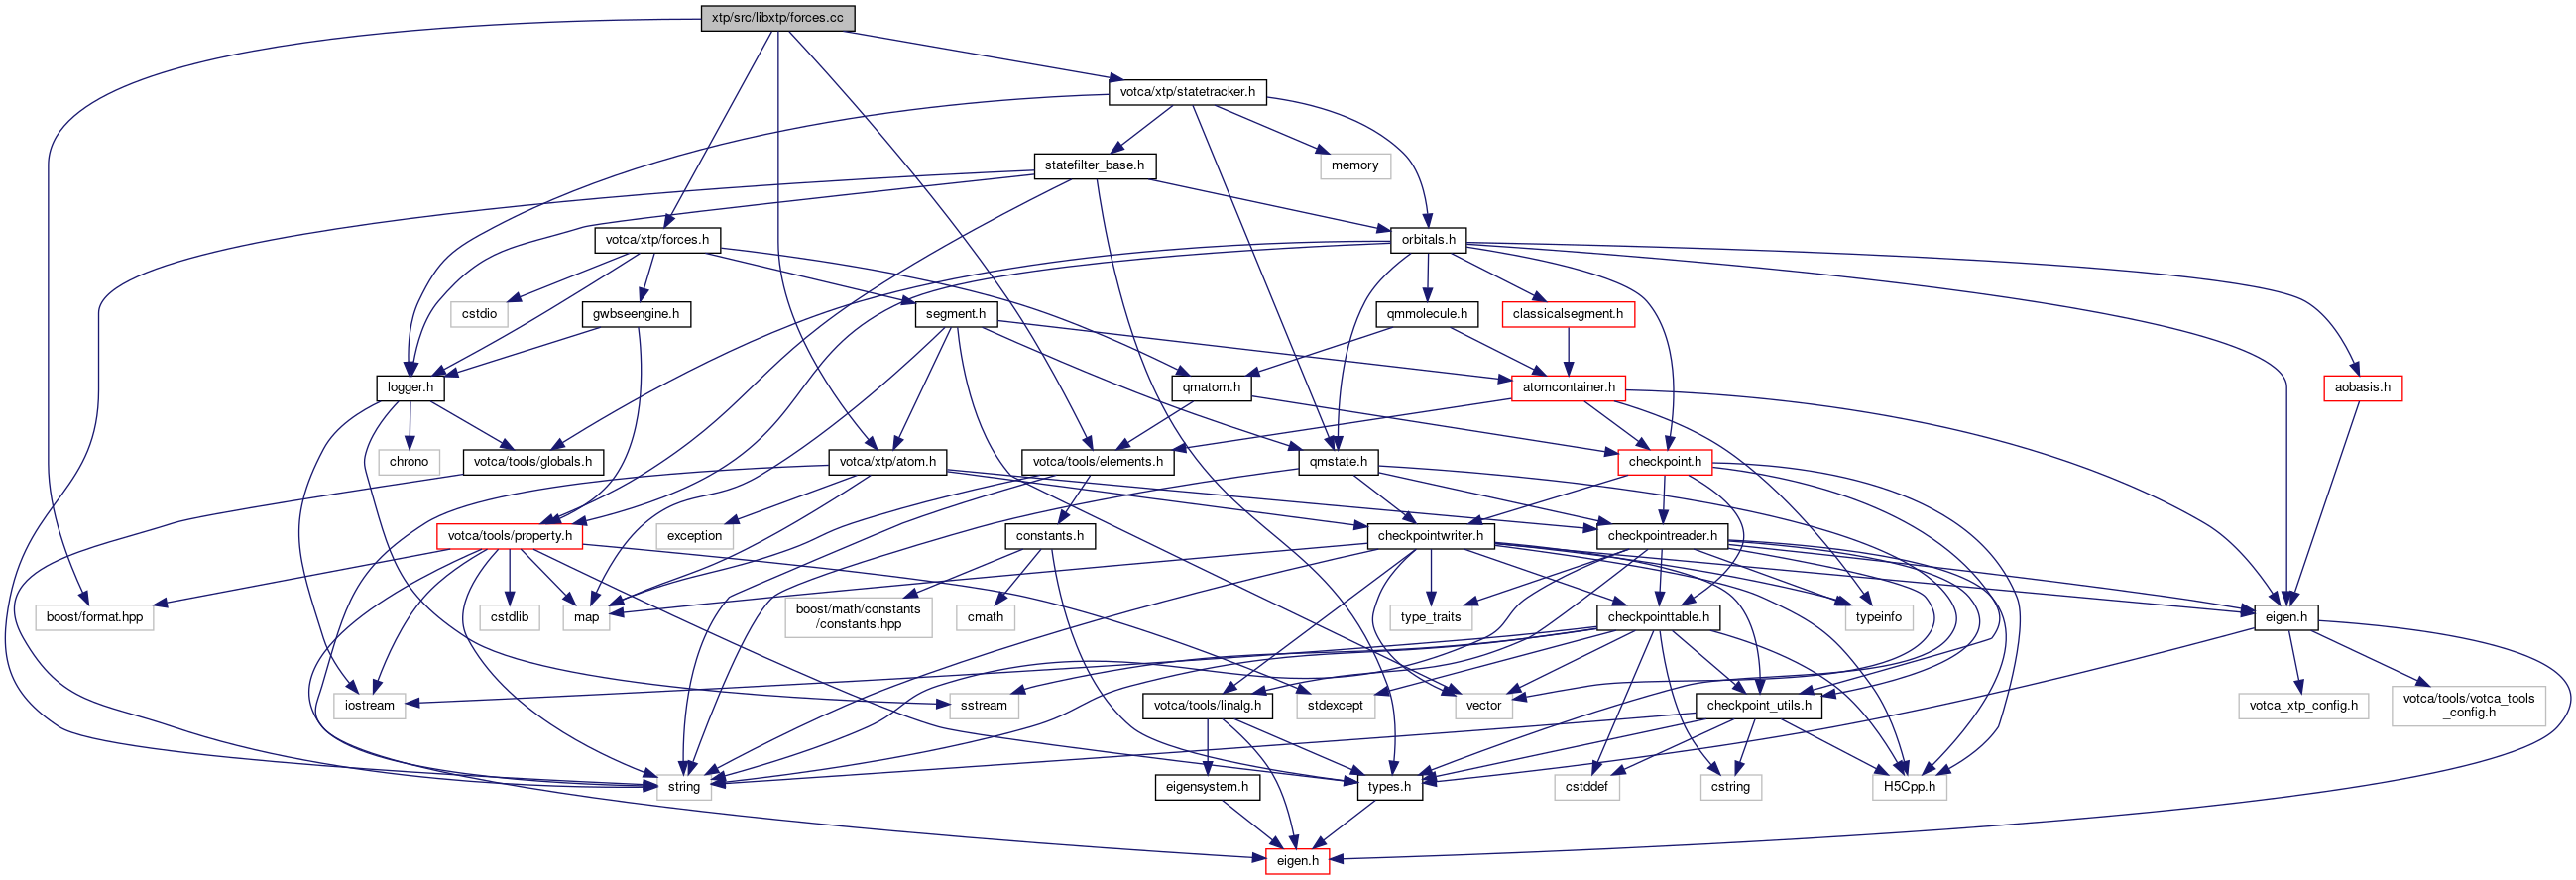 xtp/src/libxtp/forces.cc
votca/xtp/statetracker.h
statefilter_base.h
memory
votca/xtp/forces.h
orbitals.h
cstdio
gwbseengine.h
segment.h
qmmolecule.h
classicalsegment.h
logger.h
qmatom.h
atomcontainer.h
aobasis.h
chrono
votca/tools/globals.h
votca/xtp/atom.h
votca/tools/elements.h
qmstate.h
checkpoint.h
votca/tools/property.h
exception
constants.h
checkpointwriter.h
checkpointreader.h
boost/format.hpp
cstdlib
map
boost/math/constants
/constants.hpp
cmath
type_traits
checkpointtable.h
typeinfo
eigen.h
iostream
sstream
votca/tools/linalg.h
stdexcept
vector
checkpoint_utils.h
votca_xtp_config.h
votca/tools/votca_tools
_config.h
string
eigensystem.h
types.h
cstddef
cstring
H5Cpp.h
eigen.h